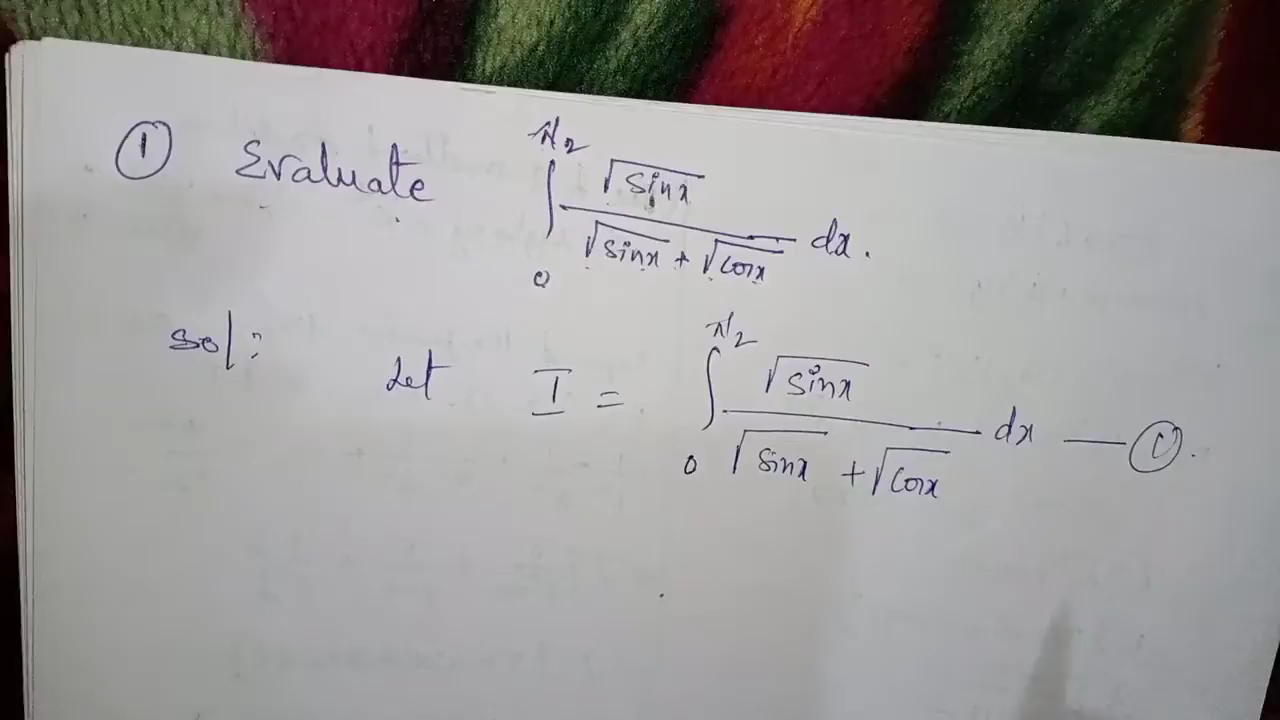 ① Evaluate ∫₀^{π/2} √sinx / (√sinx + √cosx) dx.
Sol: Let I = ∫₀^{π/2} √sinx / (√sinx + √cosx) dx — ①.